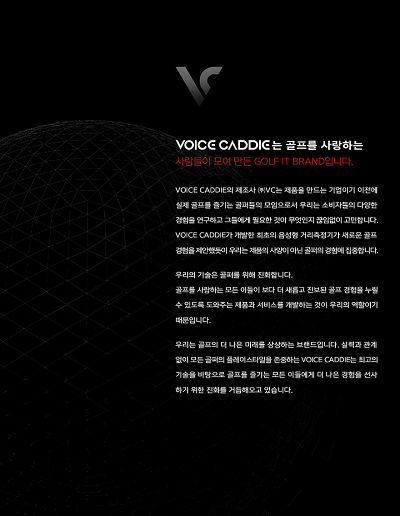 VC
VOICE CADDIE는 골프를 사랑하는
사람들이 모여 만든 GOLF IT BRAND입니다.
VOICE CADDIE의 제조사 ㈜VC는 제품을 만드는 기업이기 이전에
실제 골프를 즐기는 골퍼들의 모임으로서 우리는 소비자들의 다양한
경험을 연구하고 그들에게 필요한 것이 무엇인지 끊임없이 고민합니다.
VOICE CADDIE가 개발한 최초의 음성형 거리측정기가 새로운 골프
경험을 제안했듯이 우리는 제품의 사양이 아닌 골퍼의 경험에 집중합니다.
우리의 기술은 골퍼를 위해 진화합니다.
골프를 사랑하는 모든 이들이 보다 더 새롭고 진보된 골프 경험을 누릴
수 있도록 도와주는 제품과 서비스를 개발하는 것이 우리의 역할이기
때문입니다.
우리는 골프의 더 나은 미래를 상상하는 브랜드입니다. 실력과 관계
없이 모든 골퍼의 플레이스타일을 존중하는 VOICE CADDIE는 최고의
기술을 바탕으로 골프를 즐기는 모든 이들에게 더 나은 경험을 선사
하기 위한 진화를 거듭해오고 있습니다.